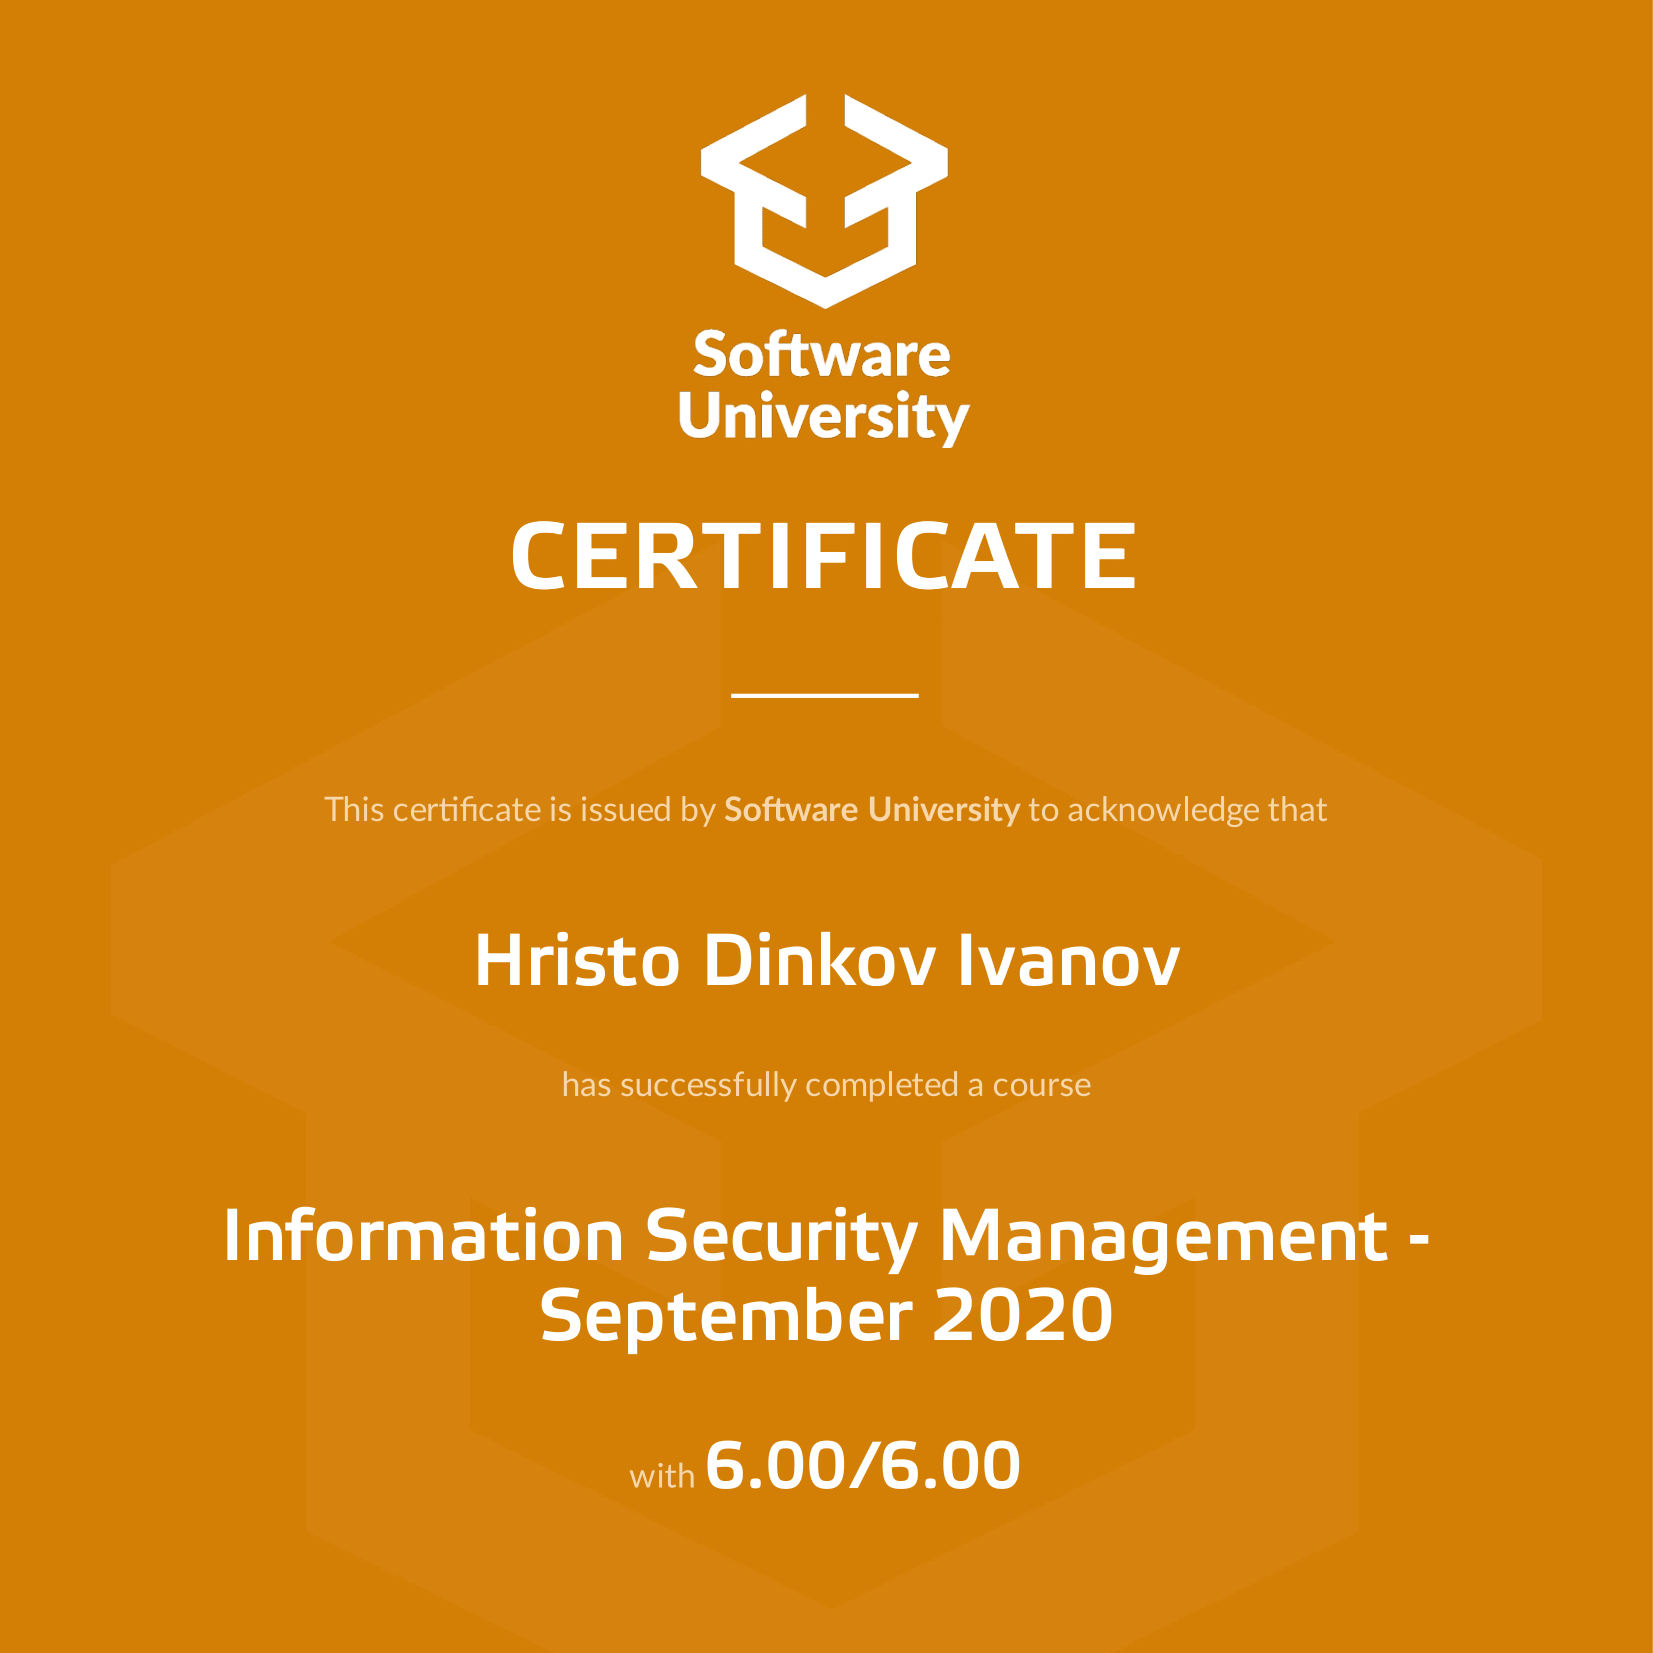 Software
University
CERTIFICATE
This certificate is issued by Software University to acknowledge that
Hristo Dinkov Ivanov
has successfully completed a course
Information Security Management -
September 2020
with 6.00/6.00